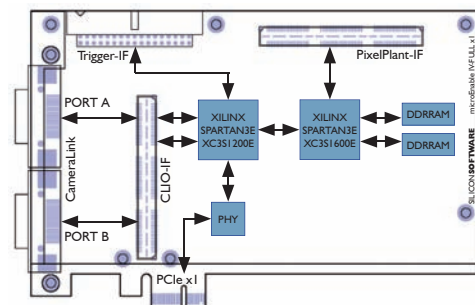 Trigger-IF
PixelPlant-IF
PORT A
XILINX
SPARTAN3E
XC3S1200E
XILINX
SPARTAN3E
XC3S1600E
DDRRAM
DDRRAM
CameraLink
CLIO-IF
PORT B
PHY
PCIe x1
SILICONSOFTWARE
microEnable IV-FULL x1